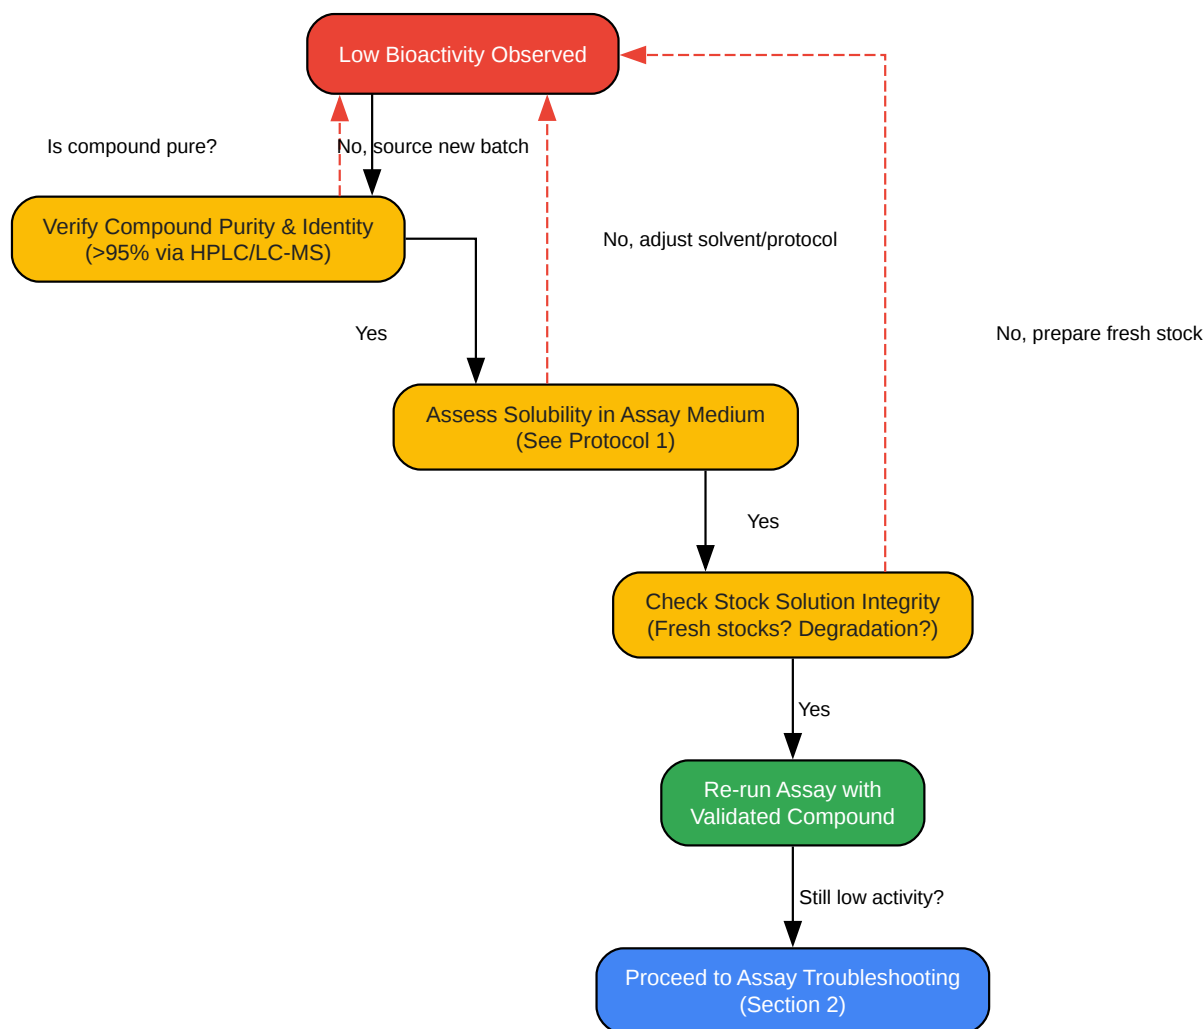 Low Bioactivity Observed
Is compound pure?
No, source new batch
Verify Compound Purity & Identity
(>95% via HPLC/LC-MS)
No, adjust solvent/protocol
Yes
No, prepare fresh stock
Assess Solubility in Assay Medium
(See Protocol 1)
Yes
Check Stock Solution Integrity
(Fresh stocks? Degradation?)
Yes
Re-run Assay with
Validated Compound
Still low activity?
Proceed to Assay Troubleshooting
(Section 2)